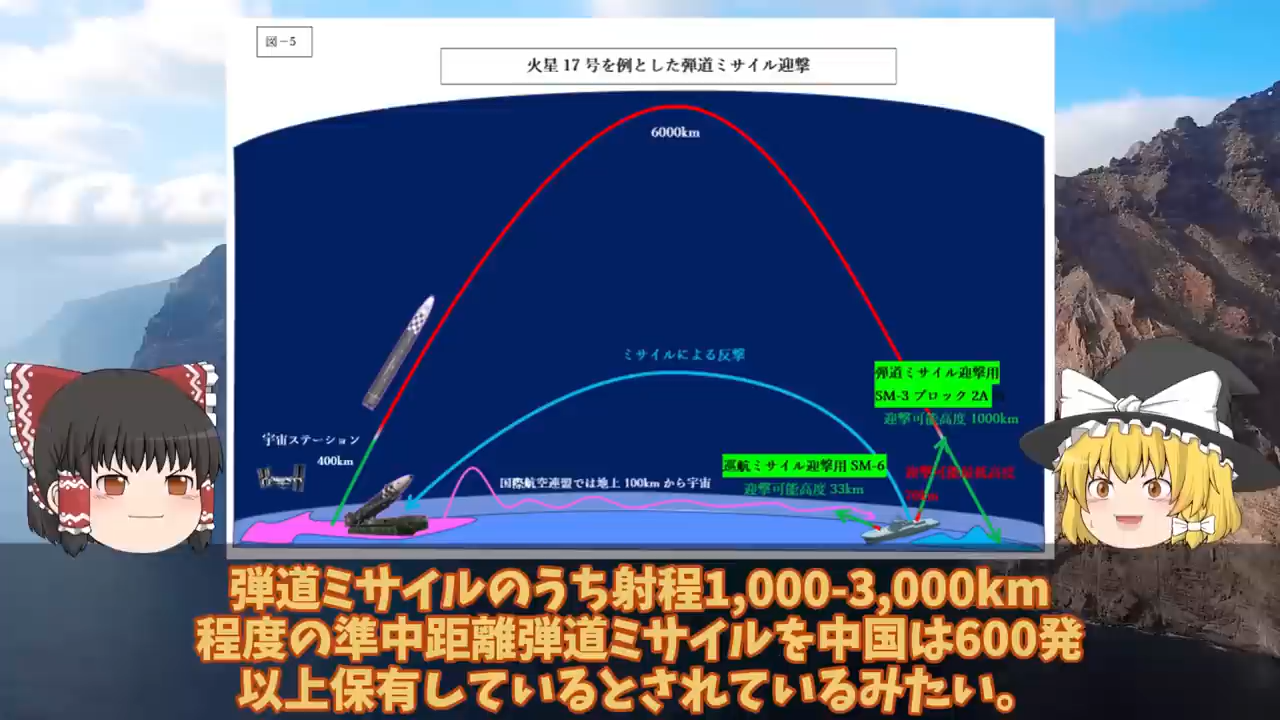 図－5
火星 17 号を例とした弾道ミサイル迎撃
6000km
ミサイルによる反撃
弾道ミサイル迎撃用
SM-3 ブロック 2A
迎撃可能高度 1000km
宇宙ステーション
400km
国際航空連盟では地上 100km から宇宙
巡航ミサイル迎撃用 SM-6
迎撃可能高度 33km
弾道ミサイルのうち射程1,000-3,000km
程度の準中距離弾道ミサイルを中国は600発
以上保有しているとされているみたい。